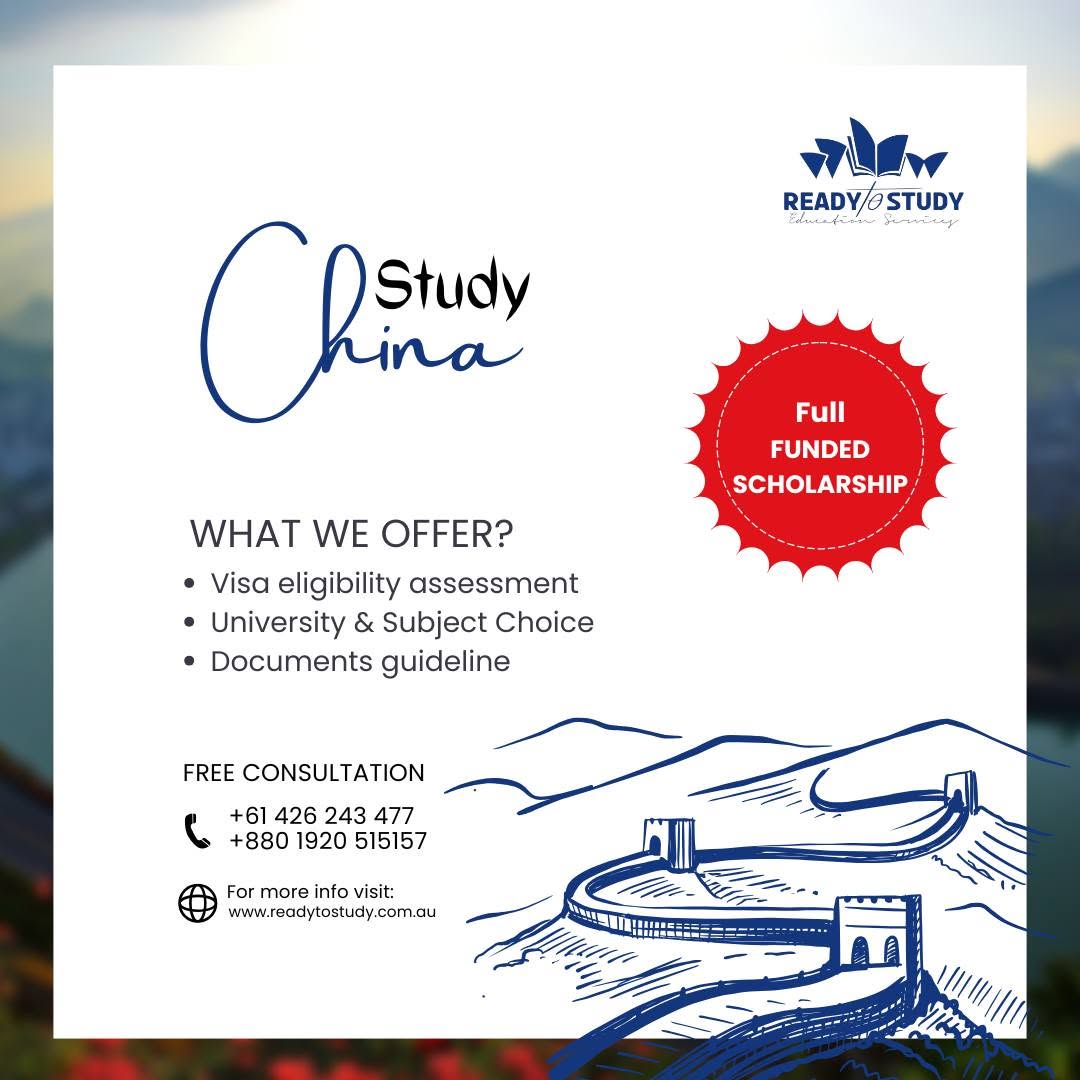 READY to STUDY
Education Services
Study
China
Full
FUNDED
SCHOLARSHIP
WHAT WE OFFER?
• Visa eligibility assessment
• University & Subject Choice
• Documents guideline
FREE CONSULTATION
+61 426 243 477
+880 1920 515157
For more info visit:
www.readytostudy.com.au